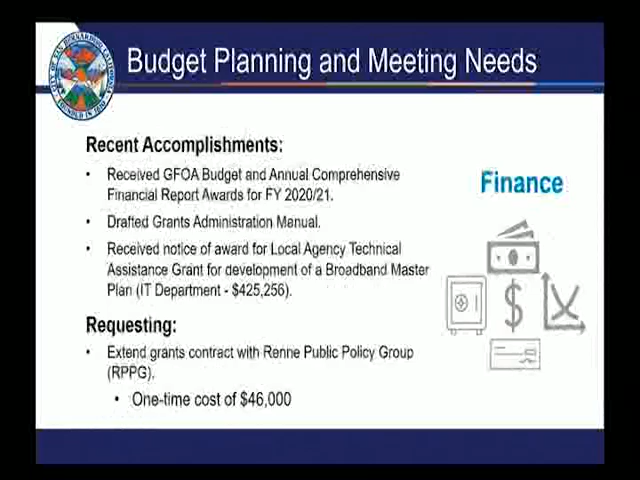 Budget Planning and Meeting Needs
Recent Accomplishments:
• Received GFOA Budget and Annual Comprehensive
Financial Report Awards for FY 2020/21.
• Drafted Grants Administration Manual.
• Received notice of award for Local Agency Technical
Assistance Grant for development of a Broadband Master
Plan (IT Department - $425,256).
Requesting:
• Extend grants contract with Renne Public Policy Group
(RPPG).
• One-time cost of $46,000
Finance
$